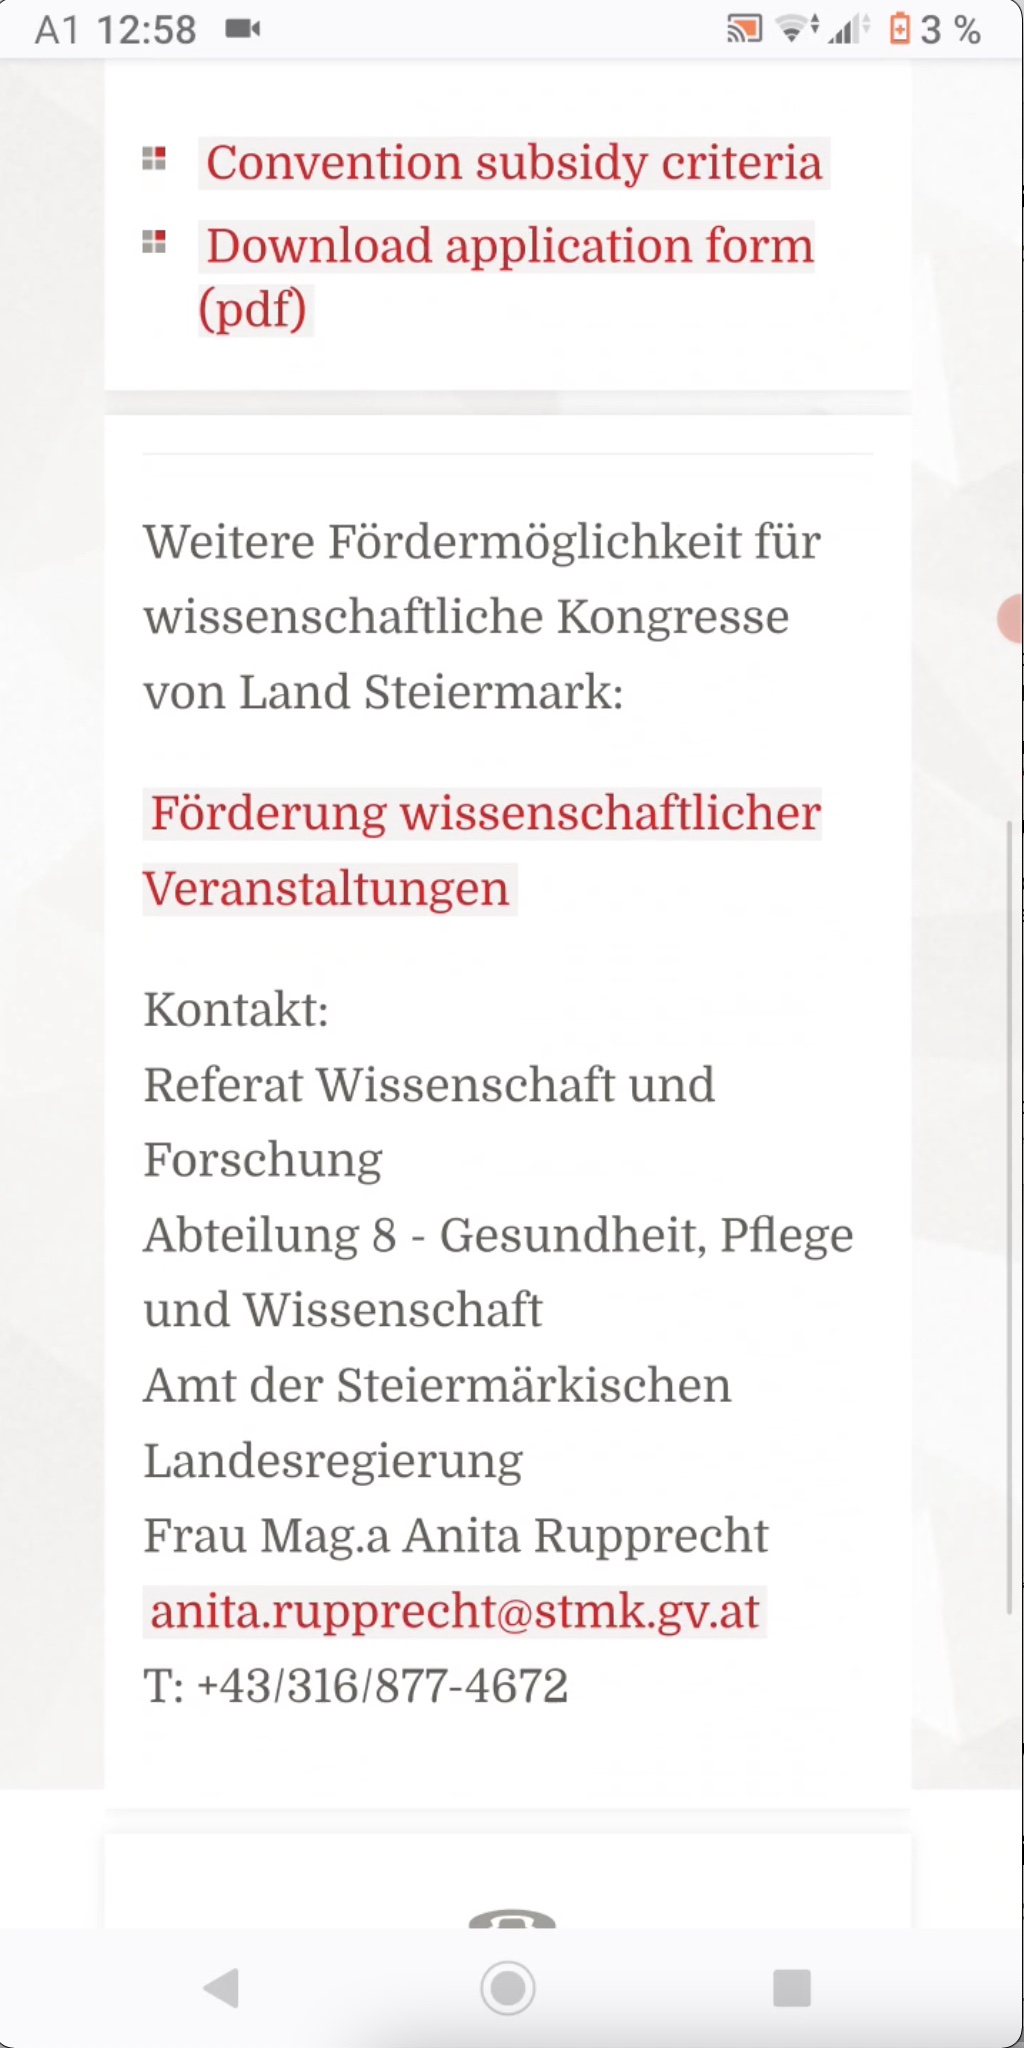 A1 12:58 3 %
Convention subsidy criteria
Download application form
(pdf)
Weitere Fördermöglichkeit für
wissenschaftliche Kongresse
von Land Steiermark:
Förderung wissenschaftlicher
Veranstaltungen
Kontakt:
Referat Wissenschaft und
Forschung
Abteilung 8 - Gesundheit, Pflege
und Wissenschaft
Amt der Steiermärkischen
Landesregierung
Frau Mag.a Anita Rupprecht
anita.rupprecht@stmk.gv.at
T: +43/316/877-4672